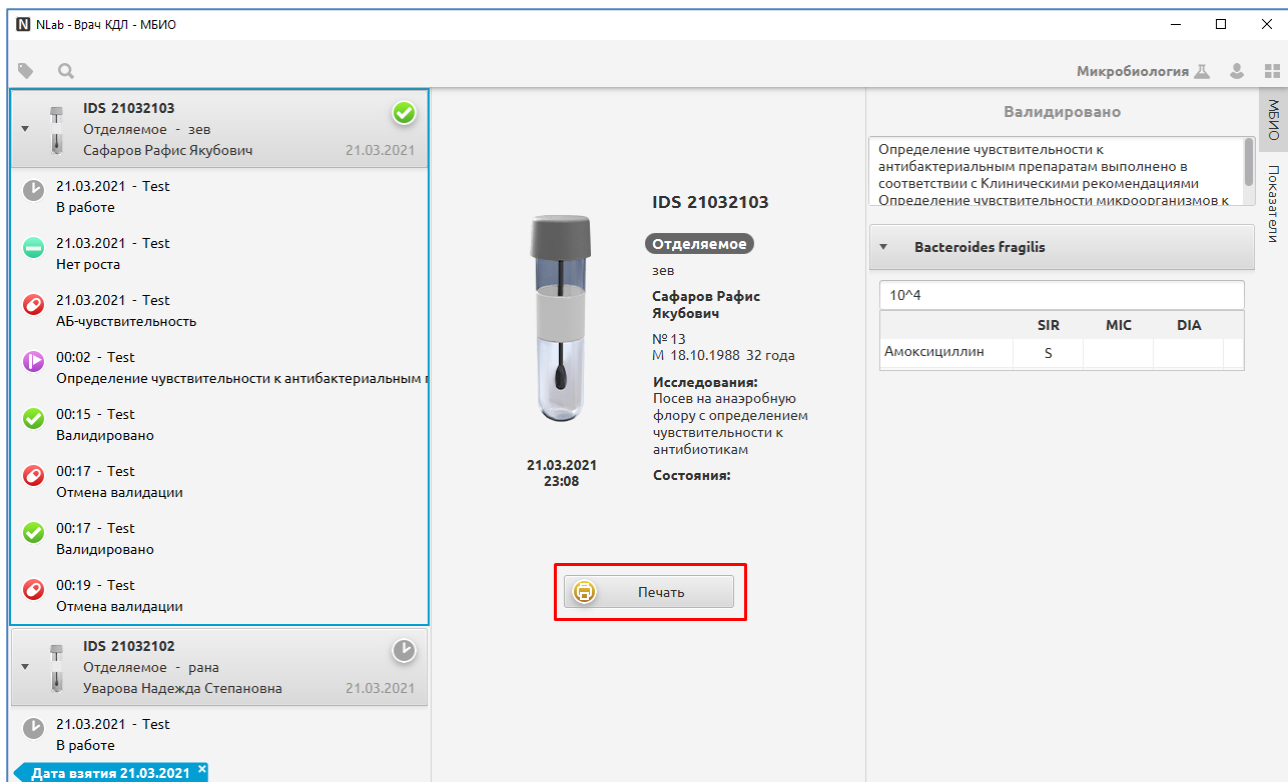 NLab - Врач КДЛ - МБИО
Микробиология
IDS 21032103
Отделяемое - зев
Сафаров Рафис Якубович 21.03.2021
21.03.2021 - Test
В работе
21.03.2021 - Test
Нет роста
21.03.2021 - Test
АБ-чувствительность
00:02 - Test
Определение чувствительности к антибактериальным п
00:15 - Test
Валидировано
00:17 - Test
Отмена валидации
00:17 - Test
Валидировано
00:19 - Test
Отмена валидации
IDS 21032102
Отделяемое - рана
Уварова Надежда Степановна 21.03.2021
21.03.2021 - Test
В работе
Дата взятия 21.03.2021 ×
IDS 21032103
Отделяемое
зев
Сафаров Рафис
Якубович
№ 13
М 18.10.1988 32 года
Исследования:
Посев на анаэробную
флору с определением
чувствительности к
антибиотикам
Состояния:
21.03.2021
23:08
Печать
Валидировано
Определение чувствительности к
антибактериальным препаратам выполнено в
соответствии с Клиническими рекомендациями
Определение чувствительности микроорганизмов к
Bacteroides fragilis
10^4
SIR MIC DIA
Амоксициллин S
МБИО
Показатели